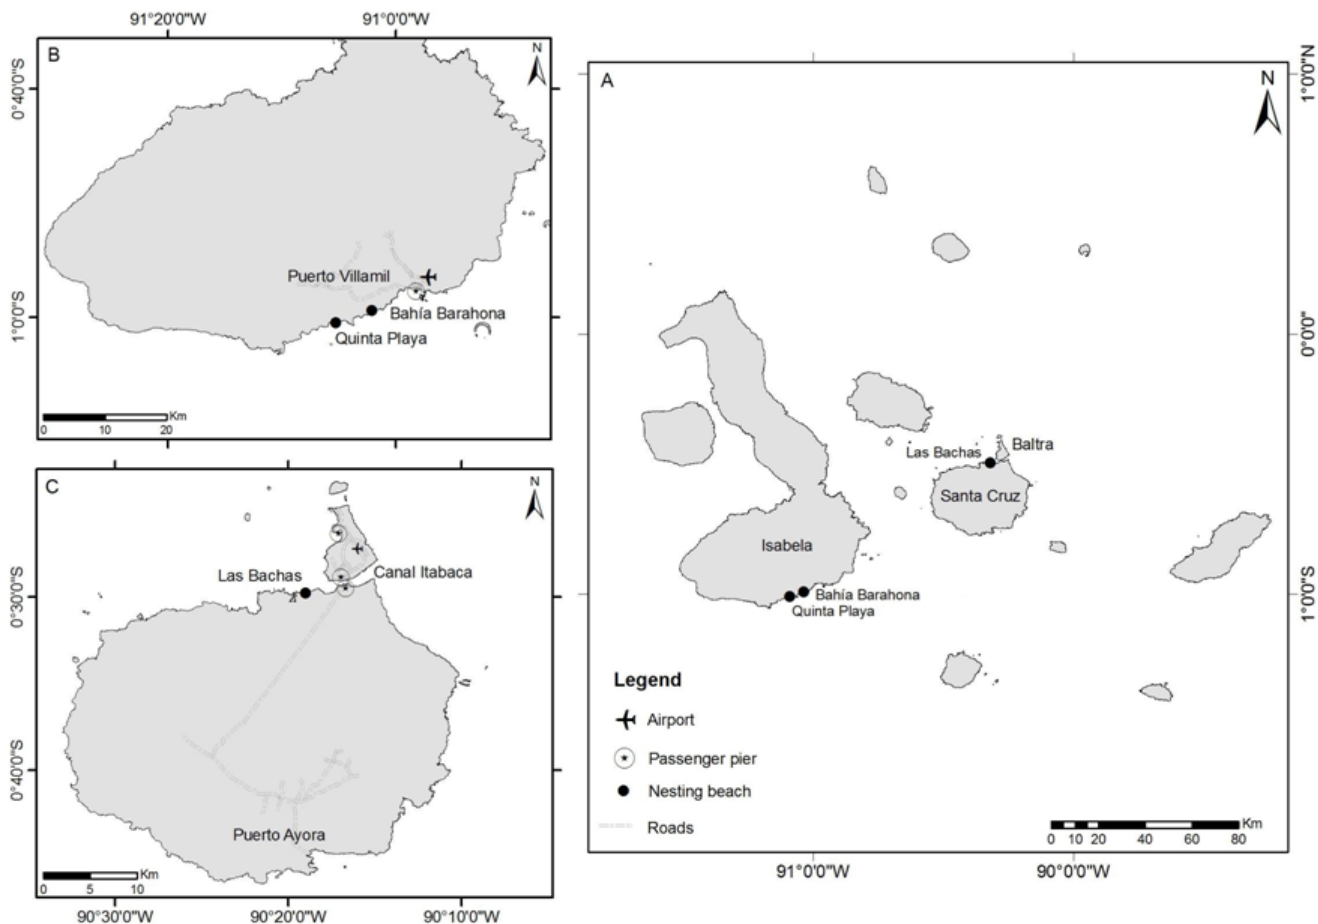 91°20'0"W
91°0'0"W
B
N
0°40'0"S
1°0'0"S
Puerto Villamil
Bahía Barahona
Quinta Playa
Km
0
10
20
C
N
Las Bachas
Canal Itabaca
0°30'0"S
0°40'0"S
Puerto Ayora
Km
0
5
10
90°30'0"W
90°20'0"W
90°10'0"W
A
N
1°0'0"N
0°0'0"
1°0'0"S
Baltra
Las Bachas
Santa Cruz
Isabela
Bahía Barahona
Quinta Playa
Legend
Airport
Passenger pier
Nesting beach
Roads
Km
0 10 20 40 60 80
91°0'0"W
90°0'0"W